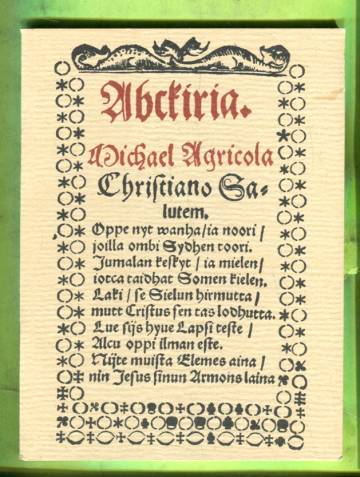 Abckiria.
Michael Agricola
Christiano Sa-
lutem.
Oppe nyt wanha/ia noori/
joilla ombi Sydhen toori.
Jumalan keskyt/ia mielen/
iotca taidhat Somen kielen.
Laki/se Sielun hirmutta/
mutt Cristus sen tas lodhutta.
Lue sijs hyue Lapsi teste/
Alcu oppi ilman este.
Nijte muista Elemes aina/
nin Jesus sinun Armons laina